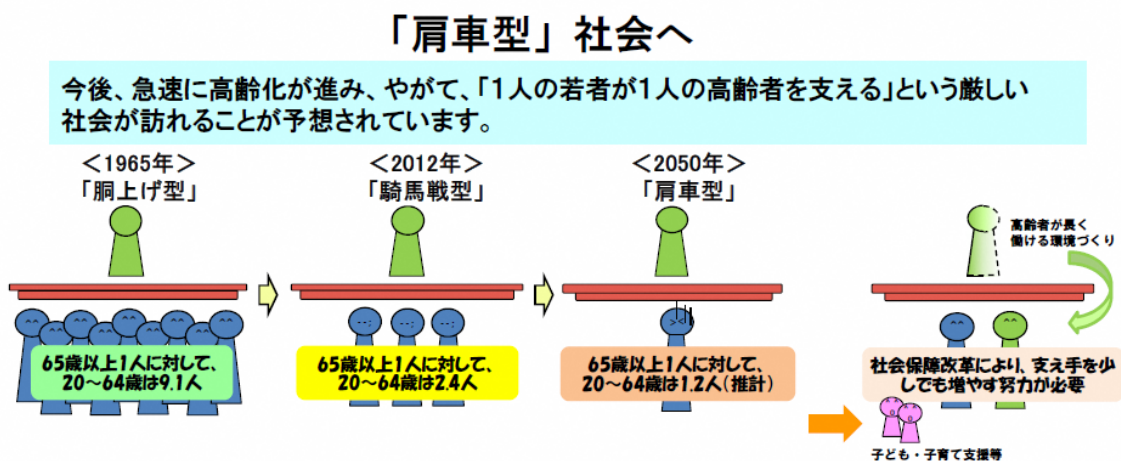 「肩車型」社会へ
今後、急速に高齢化が進み、やがて、「1人の若者が1人の高齢者を支える」という厳しい
社会が訪れることが予想されています。
＜1965年＞
「胴上げ型」
＜2012年＞
「騎馬戦型」
＜2050年＞
「肩車型」
高齢者が長く
働ける環境づくり
65歳以上1人に対して、
20～64歳は9.1人
65歳以上1人に対して、
20～64歳は2.4人
65歳以上1人に対して、
20～64歳は1.2人(推計)
社会保障改革により、支え手を少
しでも増やす努力が必要
子ども・子育て支援等